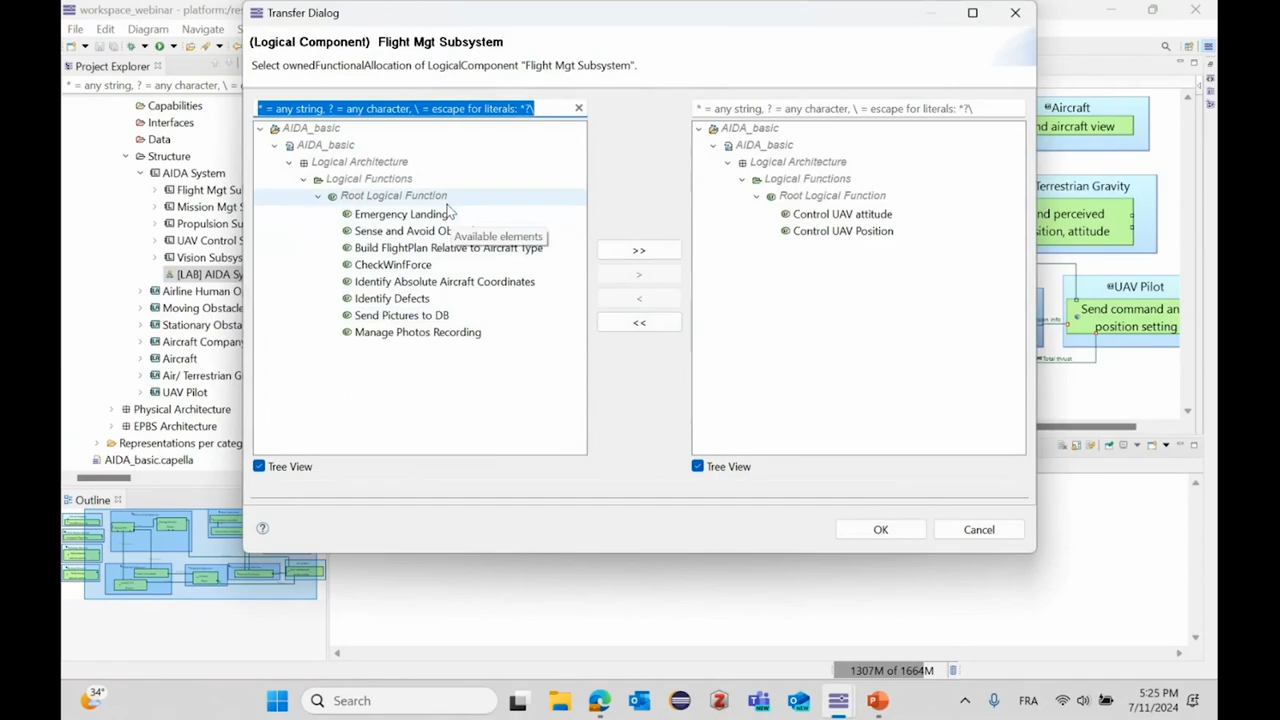 workspace_webinar - platform:/res
File Edit Diagram Navigate
Project Explorer
* = any string, ? = any character, \ = e
Capabilities
Interfaces
Data
Structure
AIDA System
Flight Mgt Su
Mission Mgt S
Propulsion Su
UAV Control S
Vision Subsys
[LAB] AIDA Sy
Airline Human O
Moving Obstacle
Stationary Obsta
Aircraft Company
Aircraft
Air/ Terrestrian G
UAV Pilot
Physical Architecture
EPBS Architecture
Representations per categ
AIDA_basic.capella
Outline
Transfer Dialog
(Logical Component) Flight Mgt Subsystem
Select ownedFunctionalAllocation of LogicalComponent "Flight Mgt Subsystem".
* = any string, ? = any character, \ = escape for literals: *?\
AIDA_basic
AIDA_basic
Logical Architecture
Logical Functions
Root Logical Function
Emergency Landing
Sense and Avoid Ob
Available elements
Build FlightPlan Relative to Aircraft Type
CheckWinfForce
Identify Absolute Aircraft Coordinates
Identify Defects
Send Pictures to DB
Manage Photos Recording
Tree View
>>
>
<
<<
* = any string, ? = any character, \ = escape for literals: *?\
AIDA_basic
AIDA_basic
Logical Architecture
Logical Functions
Root Logical Function
Control UAV attitude
Control UAV Position
Tree View
OK
Cancel
Aircraft
nd aircraft view
Terrestrian Gravity
nd perceived
sition, attitude
UAV Pilot
Send command an
position setting
Total thrust
1307M of 1664M
34°
Search
FRA
5:25 PM
7/11/2024